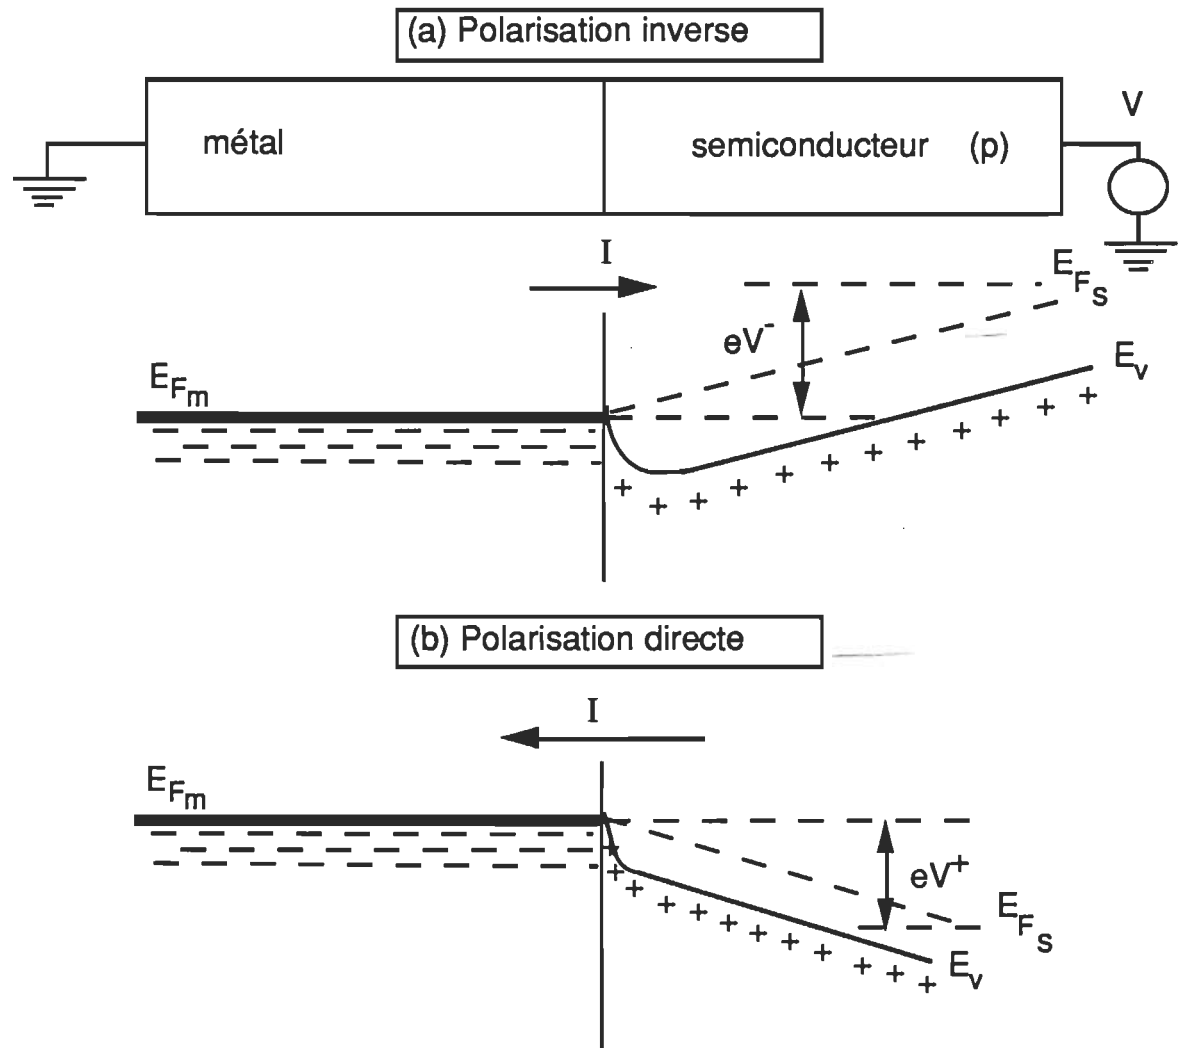 (a) Polarisation inverse
métal
semiconducteur (p)
V
I
E_Fs
eV⁻
E_v
E_Fm
(b) Polarisation directe
I
E_Fm
eV⁺
E_Fs
E_v